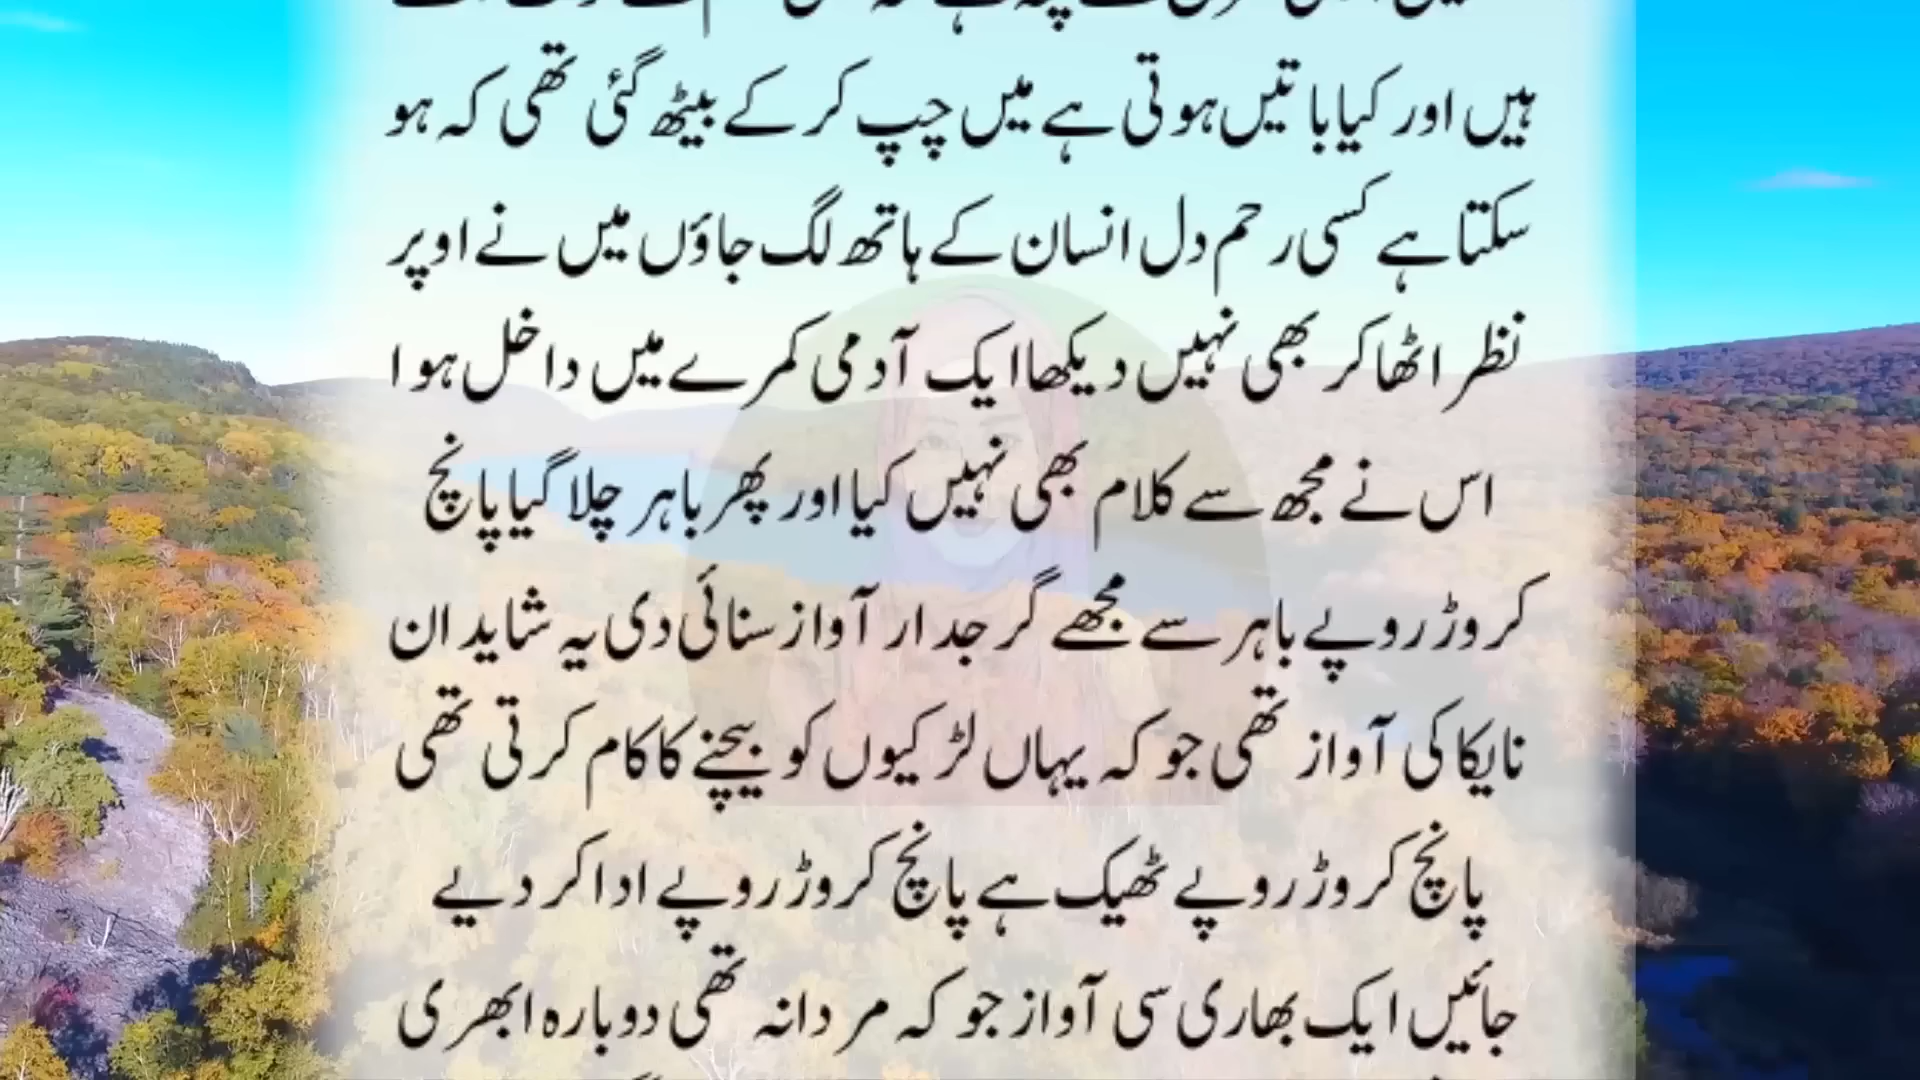 ہیں اور کیا باتیں ہوتی ہے میں چپ کر کے بیٹھ گئی تھی کہ ہو
سکتا ہے کسی رحم دل انسان کے ہاتھ لگ جاؤں میں نے اوپر
نظر اٹھا کر بھی نہیں دیکھا ایک آدمی کمرے میں داخل ہوا
اس نے مجھ سے کلام بھی نہیں کیا اور پھر باہر چلا گیا پانچ
کروڑ روپے باہر سے مجھے گرجدار آواز سنائی دی یہ شاید ان
نایکا کی آواز تھی جو کہ یہاں لڑکیوں کو بیچنے کا کام کرتی تھی
پانچ کروڑ روپے ٹھیک ہے پانچ کروڑ روپے ادا کر دیے
جائیں ایک بھاری سی آواز جو کہ مردانہ تھی دوبارہ ابھری